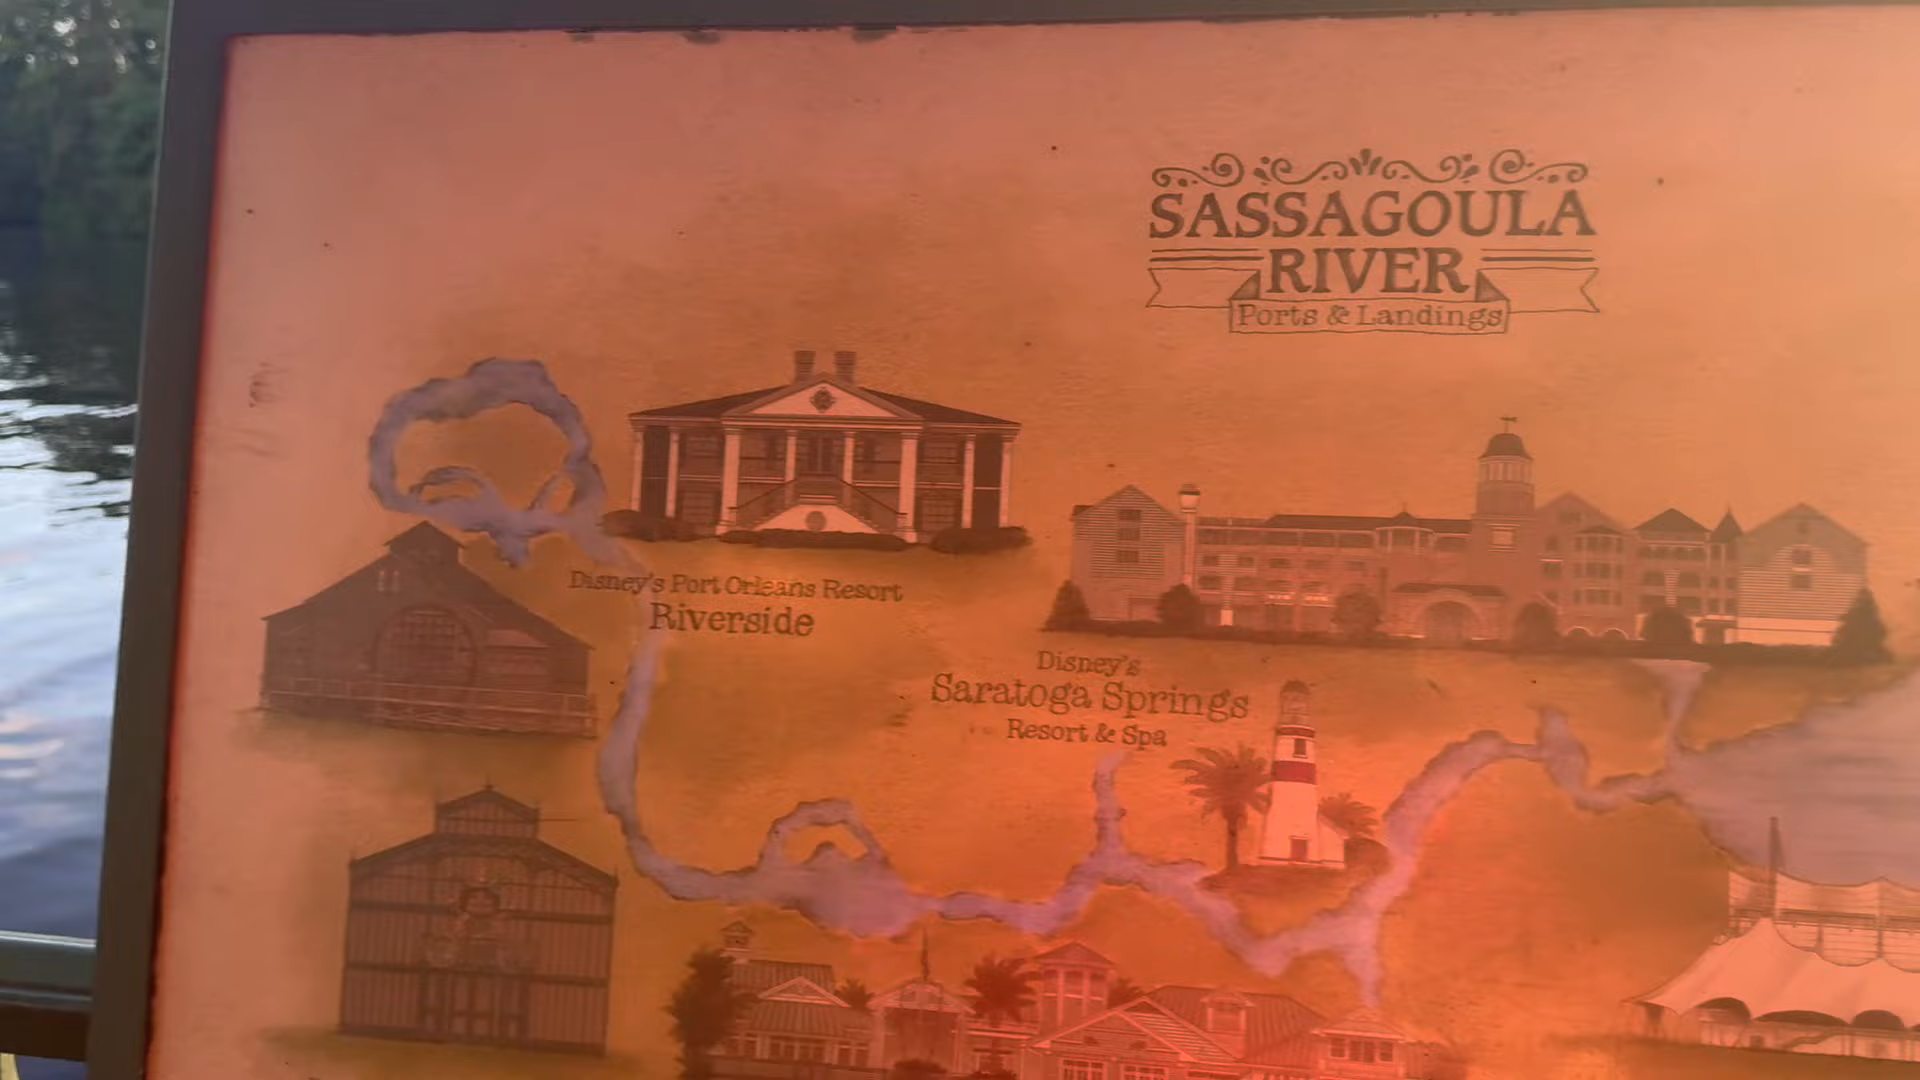 SASSAGOULA
RIVER
Ports & Landings
Disney's Port Orleans Resort
Riverside
Disney's
Saratoga Springs
Resort & Spa